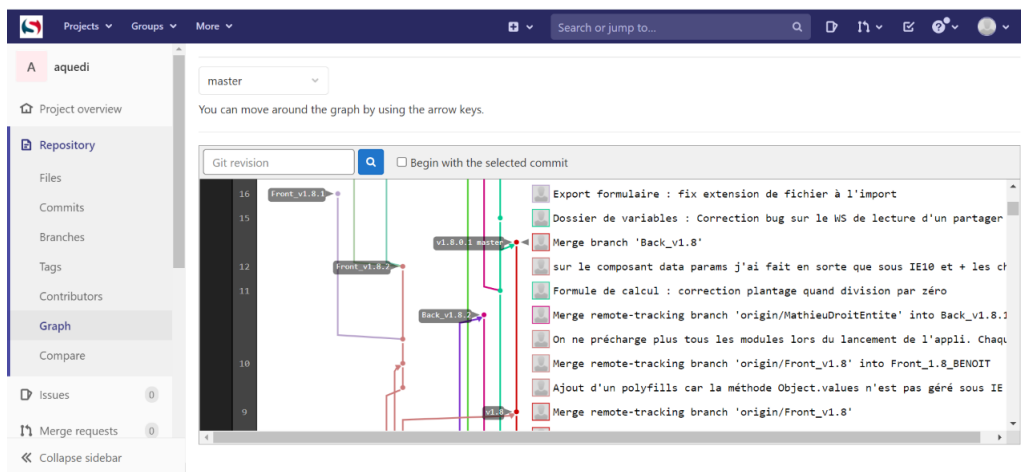 Projects Groups More Search or jump to...
A aquedi
Project overview
Repository
Files
Commits
Branches
Tags
Contributors
Graph
Compare
Issues 0
Merge requests 0
Collapse sidebar
master
You can move around the graph by using the arrow keys.
Git revision Begin with the selected commit
16 Front_v1.8.1 Export formulaire : fix extension de fichier à l'import
15 Dossier de variables : Correction bug sur le WS de lecture d'un partager
v1.8.0.1 master Merge branch 'Back_v1.8'
12 Front_v1.8.2 sur le composant data params j'ai fait en sorte que sous IE10 et + les ch
11 Formule de calcul : correction plantage quand division par zéro
Back_v1.8.2 Merge remote-tracking branch 'origin/MathieuDroitEntite' into Back_v1.8.1
On ne précharge plus tous les modules lors du lancement de l'appli. Chaqu
10 Merge remote-tracking branch 'origin/Front_v1.8' into Front_1.8_BENOIT
Ajout d'un polyfills car la méthode Object.values n'est pas géré sous IE
9 v1.8 Merge remote-tracking branch 'origin/Front_v1.8'